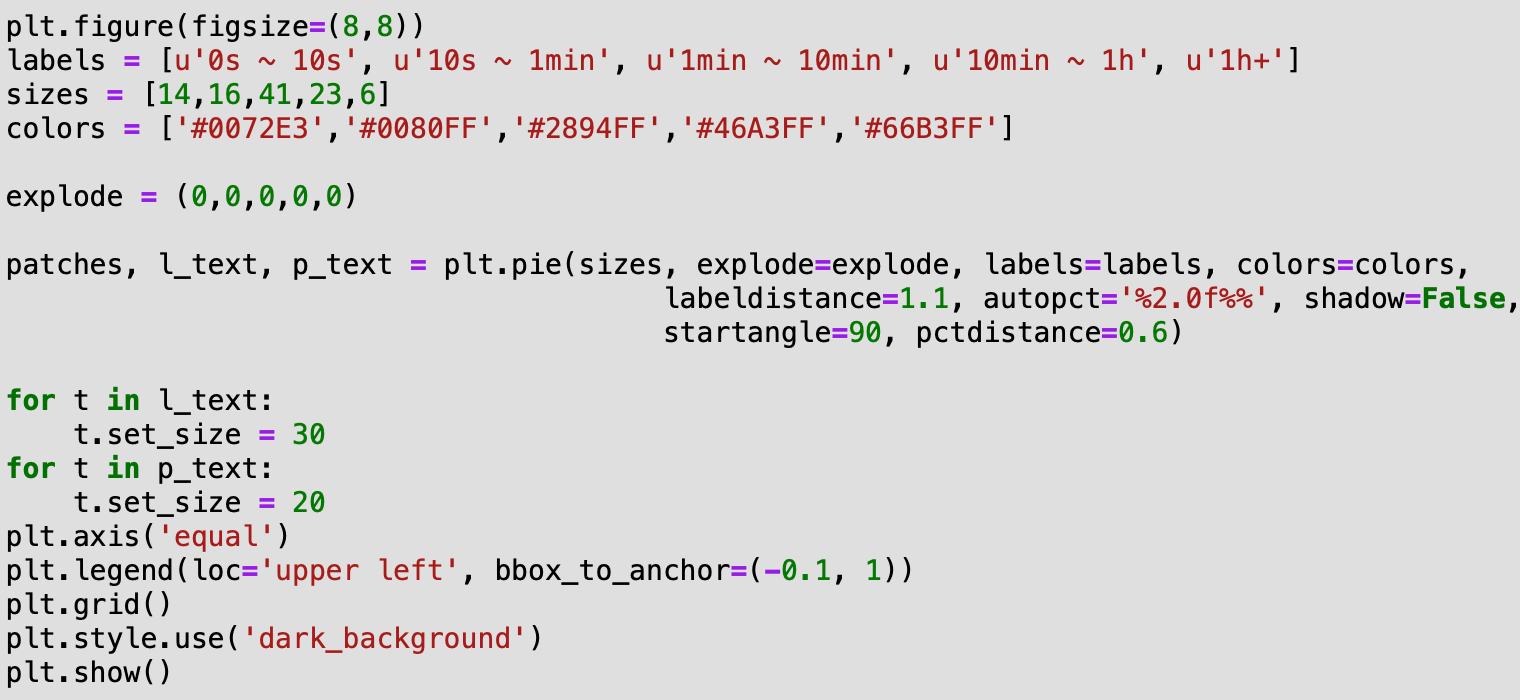 plt.figure(figsize=(8,8))
labels = [u'0s ~ 10s', u'10s ~ 1min', u'1min ~ 10min', u'10min ~ 1h', u'1h+']
sizes = [14,16,41,23,6]
colors = ['#0072E3','#0080FF','#2894FF','#46A3FF','#66B3FF']

explode = (0,0,0,0,0)

patches, l_text, p_text = plt.pie(sizes, explode=explode, labels=labels, colors=colors,
                                       labeldistance=1.1, autopct='%2.0f%%', shadow=False,
                                       startangle=90, pctdistance=0.6)

for t in l_text:
    t.set_size = 30
for t in p_text:
    t.set_size = 20
plt.axis('equal')
plt.legend(loc='upper left', bbox_to_anchor=(-0.1, 1))
plt.grid()
plt.style.use('dark_background')
plt.show()